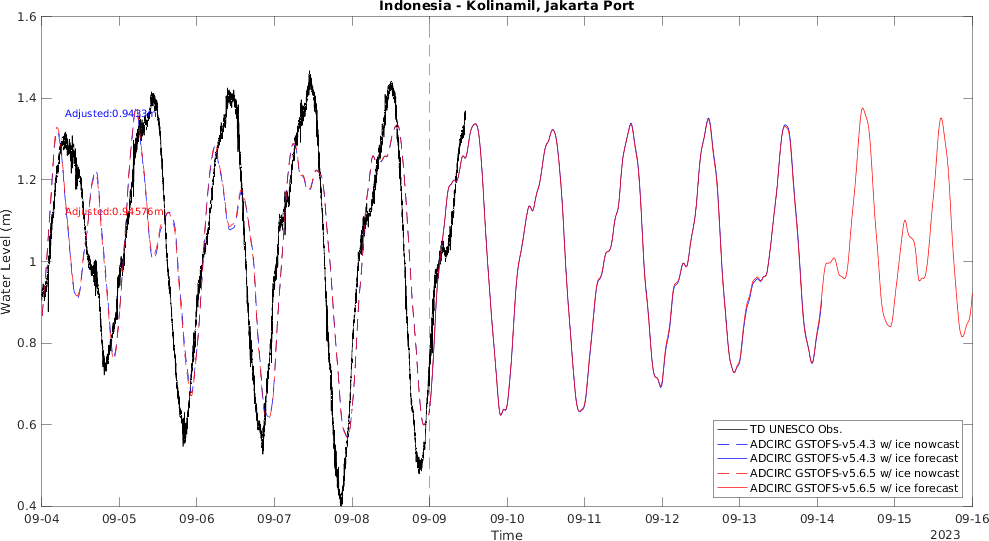 Indonesia - Kolinamil, Jakarta Port
1.6
1.4
1.2
1
0.8
0.6
0.4
Water Level (m)
Adjusted:0.9433m
Adjusted:0.94576m
TD UNESCO Obs.
ADCIRC GSTOFS-v5.4.3 w/ ice nowcast
ADCIRC GSTOFS-v5.4.3 w/ ice forecast
ADCIRC GSTOFS-v5.6.5 w/ ice nowcast
ADCIRC GSTOFS-v5.6.5 w/ ice forecast
09-04 09-05 09-06 09-07 09-08 09-09 09-10 09-11 09-12 09-13 09-14 09-15 09-16
Time
2023